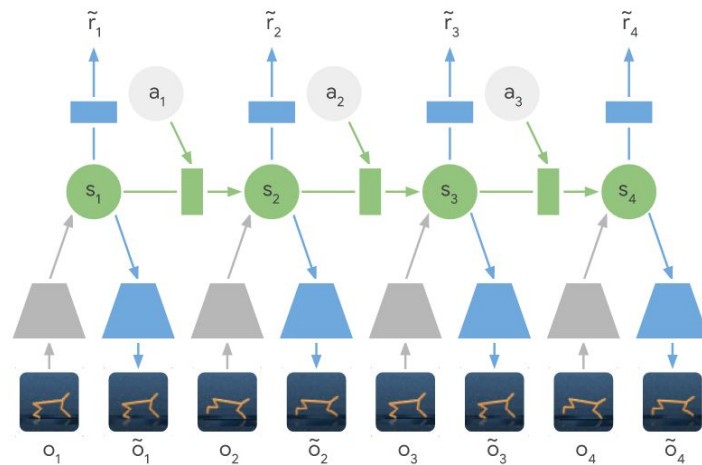 r̃₁ r̃₂ r̃₃ r̃₄
a₁ a₂ a₃
s₁ s₂ s₃ s₄
o₁ õ₁ o₂ õ₂ o₃ õ₃ o₄ õ₄